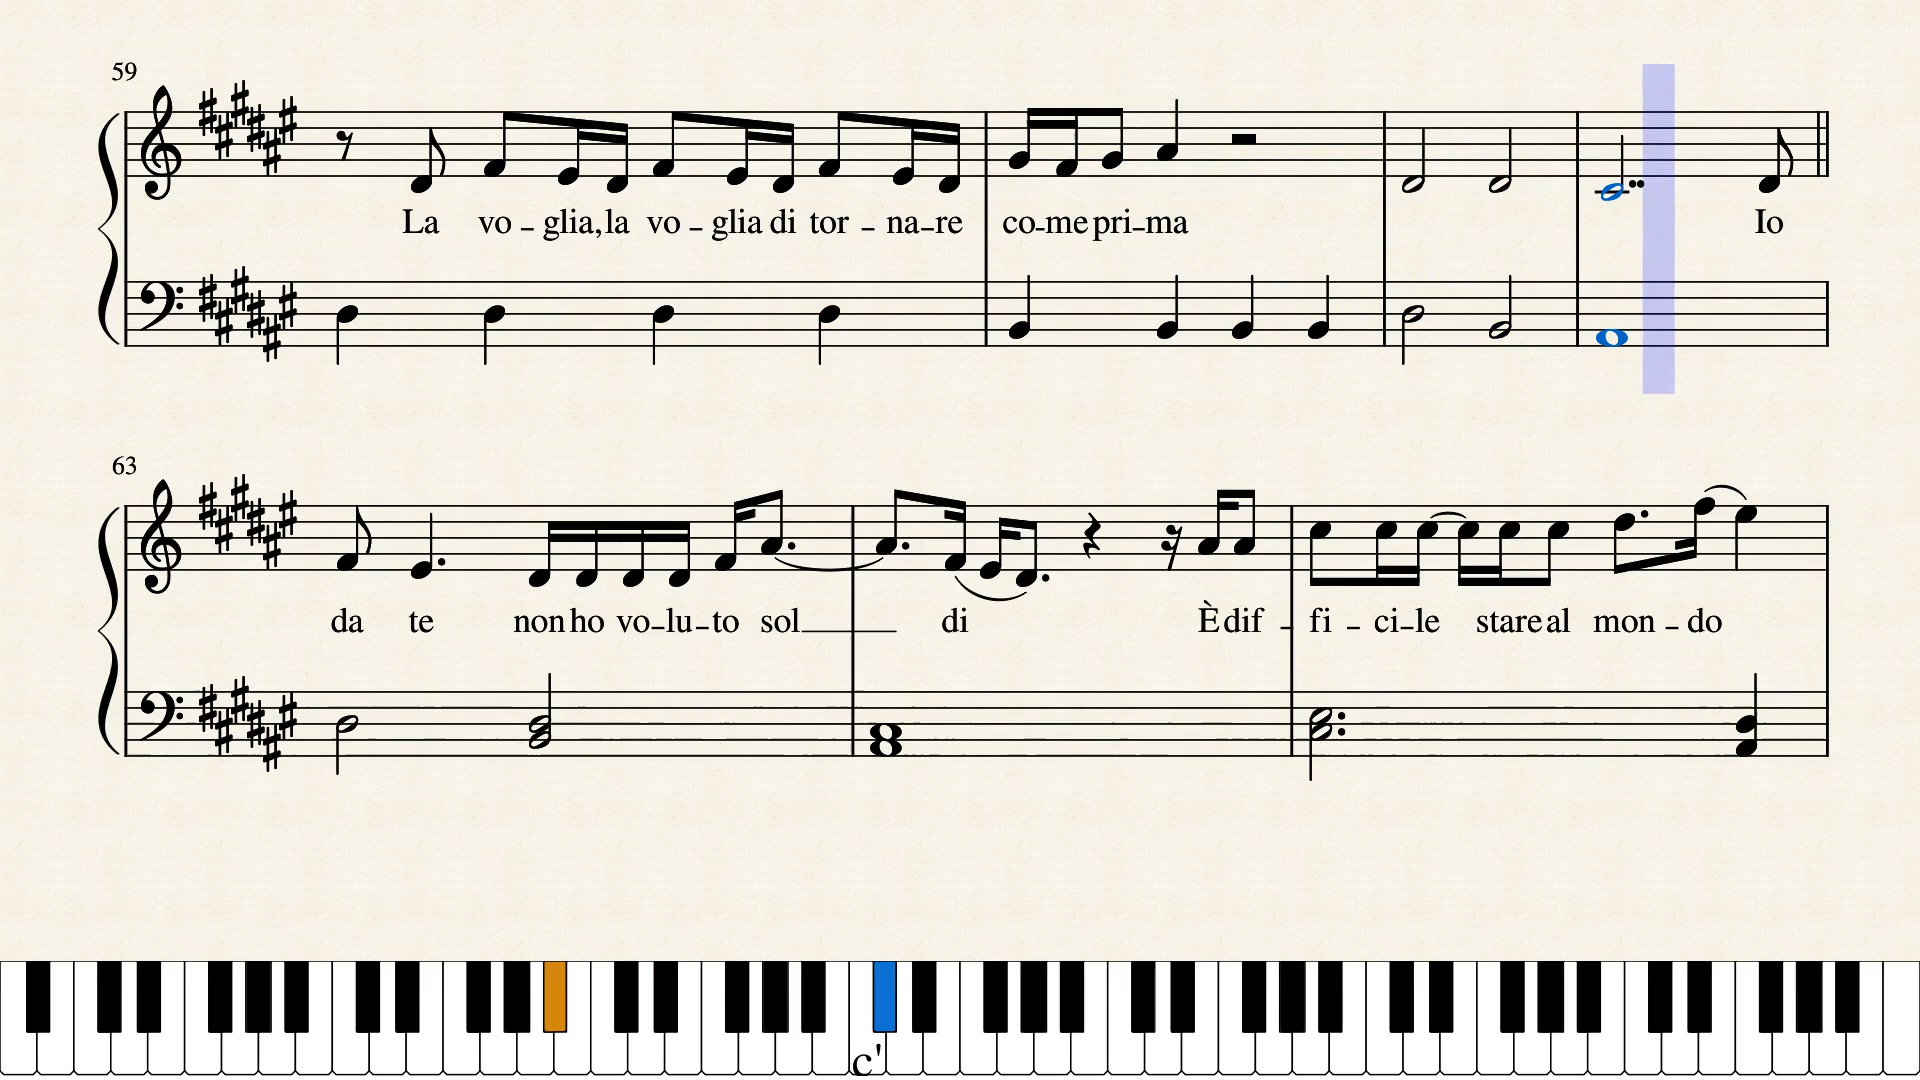 59
La vo - glia, la vo - glia di tor - na - re co - me pri - ma Io
63
da te non ho vo - lu - to sol di È dif - fi - ci - le stare al mon - do
c'